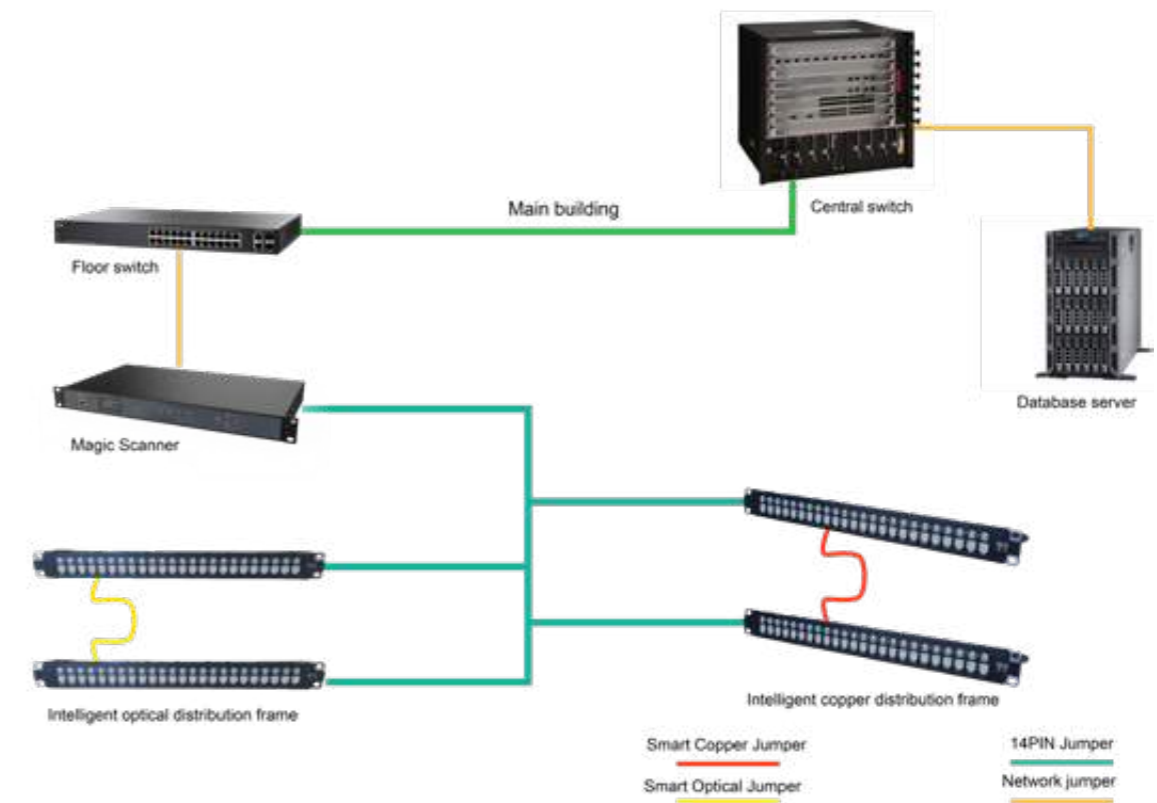 Central switch
Main building
Floor switch
Database server
Magic Scanner
Intelligent optical distribution frame
Intelligent copper distribution frame
Smart Copper Jumper
14PIN Jumper
Smart Optical Jumper
Network jumper